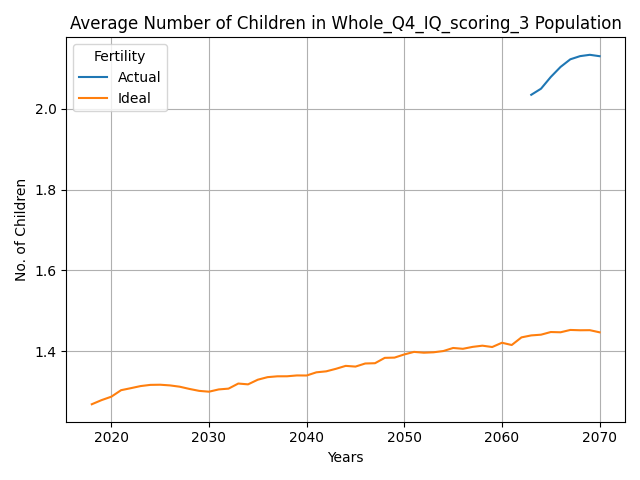 Average Number of Children in Whole_Q4_IQ_scoring_3 Population
Fertility
Actual
Ideal
No. of Children
2.0
1.8
1.6
1.4
2020 2030 2040 2050 2060 2070
Years